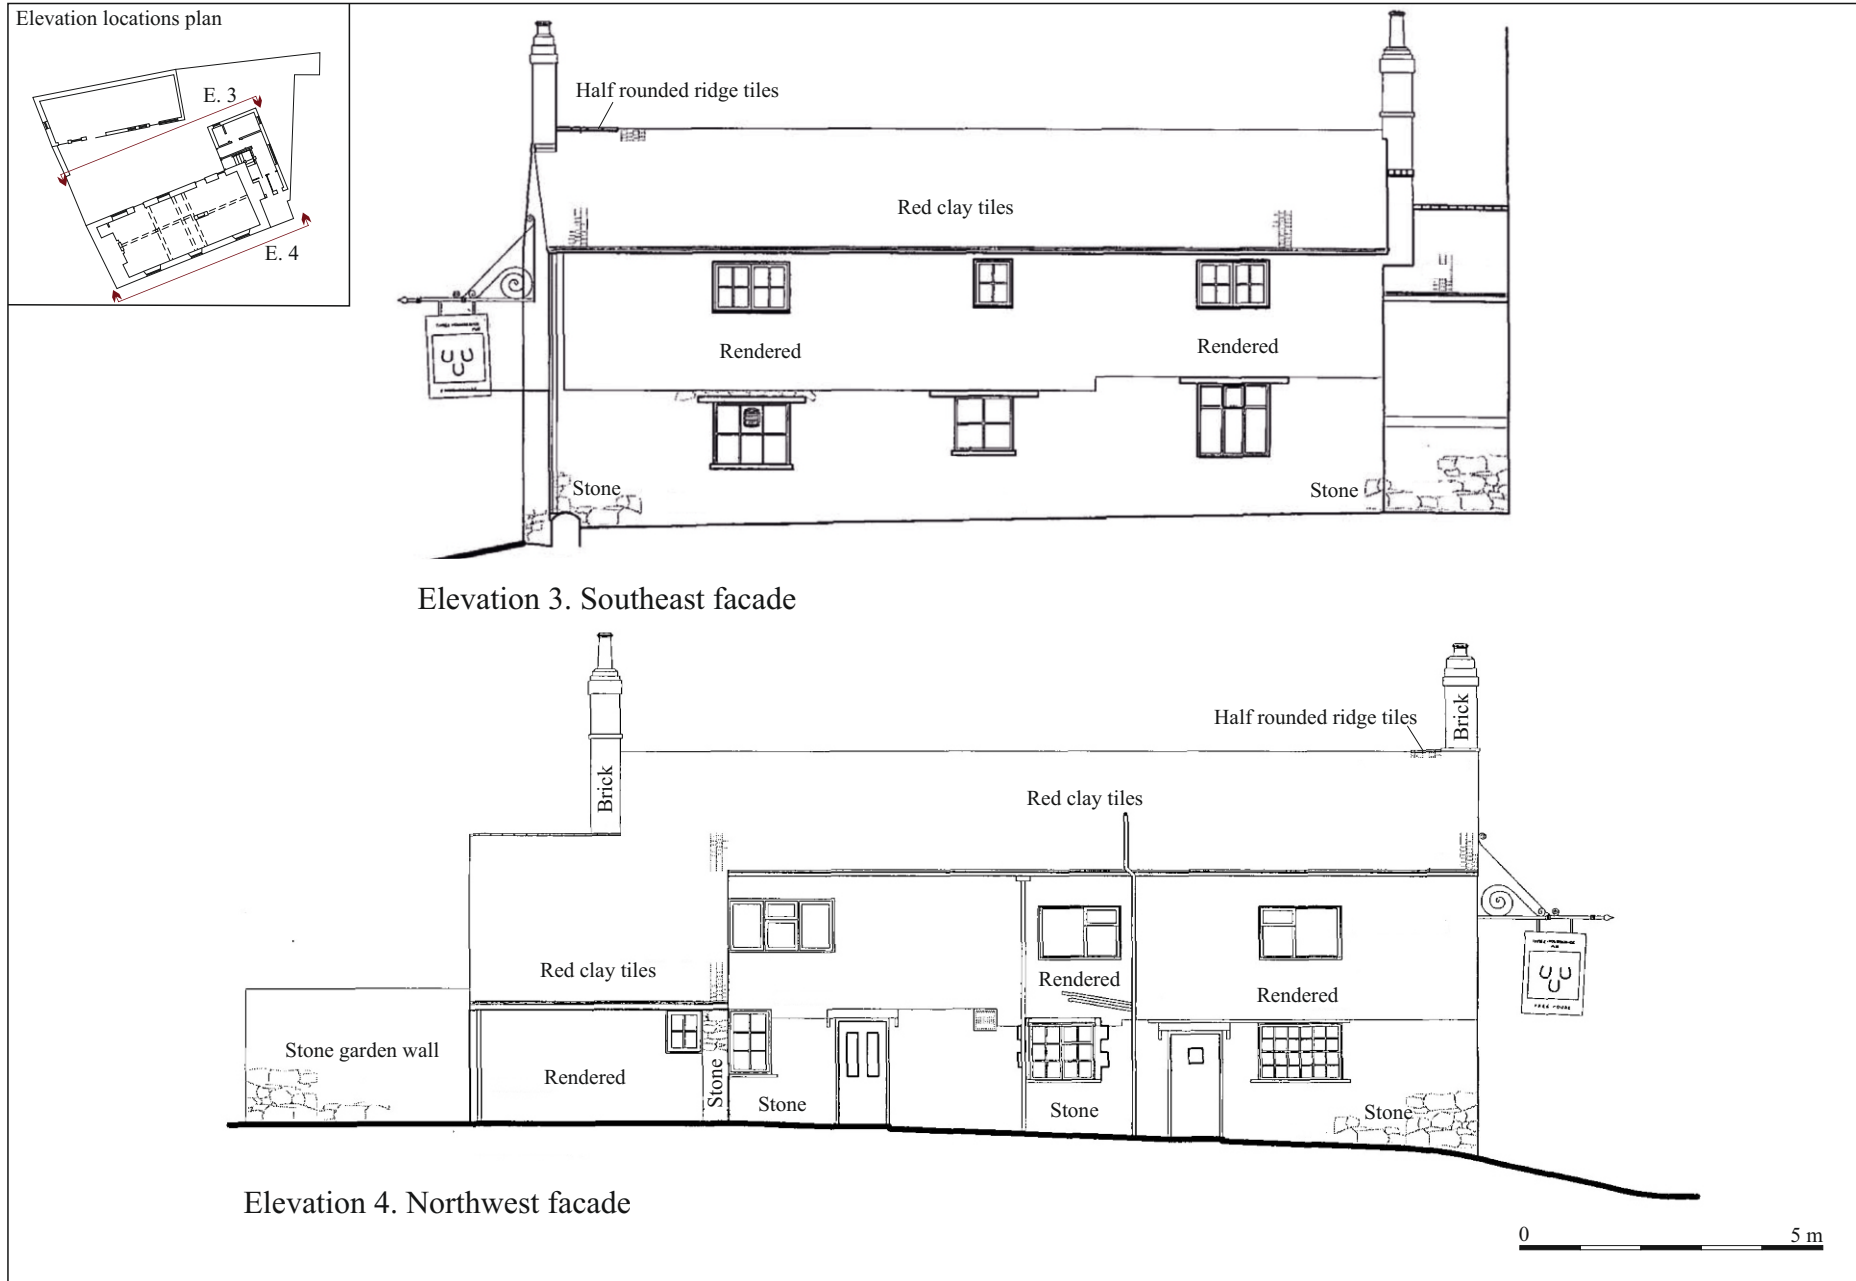 Elevation locations plan
E. 3
E. 4
Half rounded ridge tiles
Red clay tiles
Rendered
Rendered
Stone
Stone
Elevation 3. Southeast facade
Brick
Half rounded ridge tiles
Brick
Red clay tiles
Red clay tiles
Rendered
Rendered
Stone garden wall
Rendered
Stone
Stone
Stone
Stone
Elevation 4. Northwest facade
0 5 m